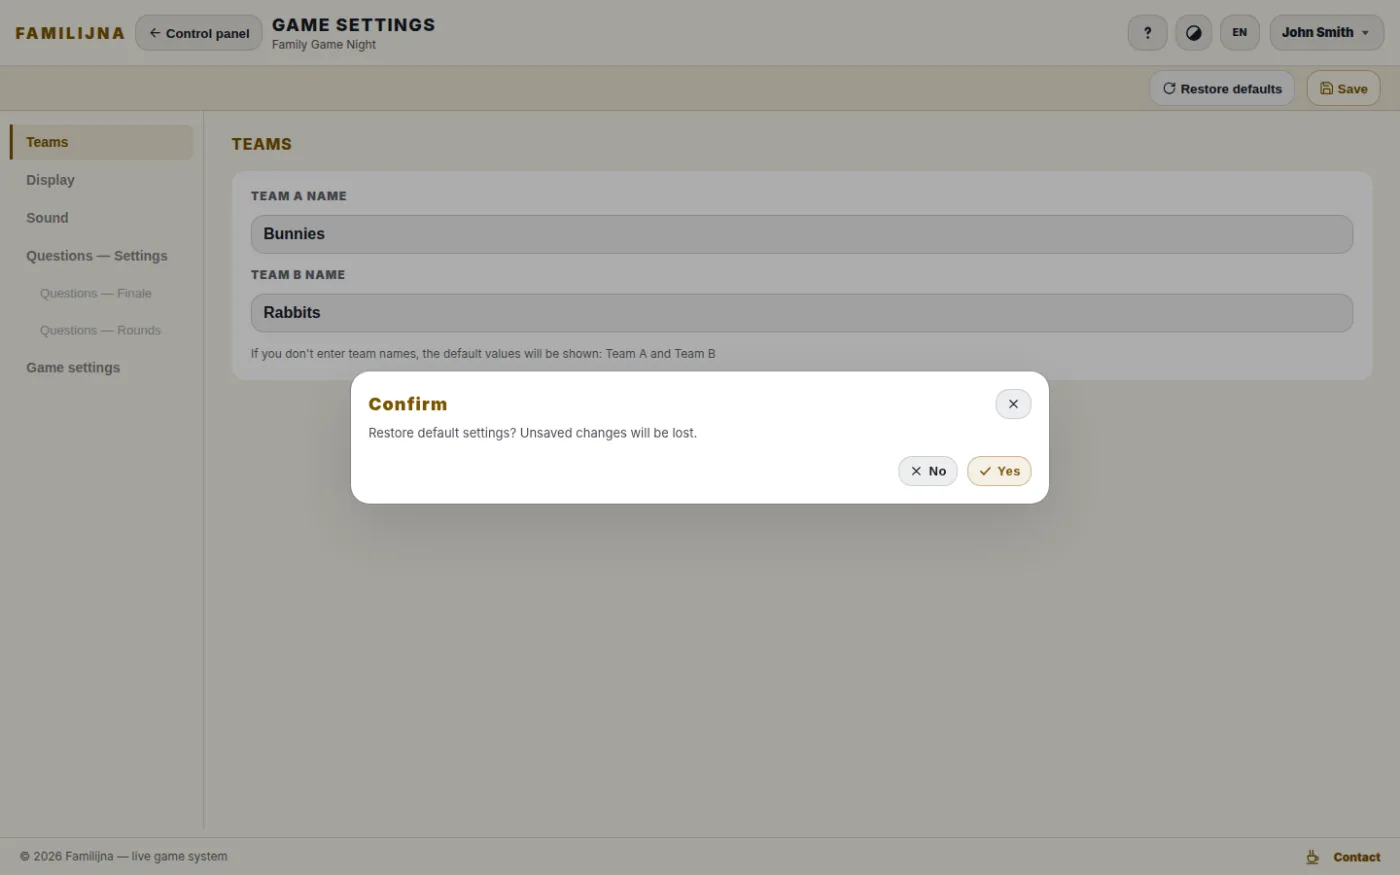 FAMILIJNA
Control panel
GAME SETTINGS
Family Game Night
?
EN
John Smith
Restore defaults
Save
Teams
Display
Sound
Questions — Settings
Questions — Finale
Questions — Rounds
Game settings
TEAMS
TEAM A NAME
Bunnies
TEAM B NAME
Rabbits
If you don't enter team names, the default values will be shown: Team A and Team B
Confirm
Restore default settings? Unsaved changes will be lost.
No
Yes
© 2026 Familijna — live game system
Contact